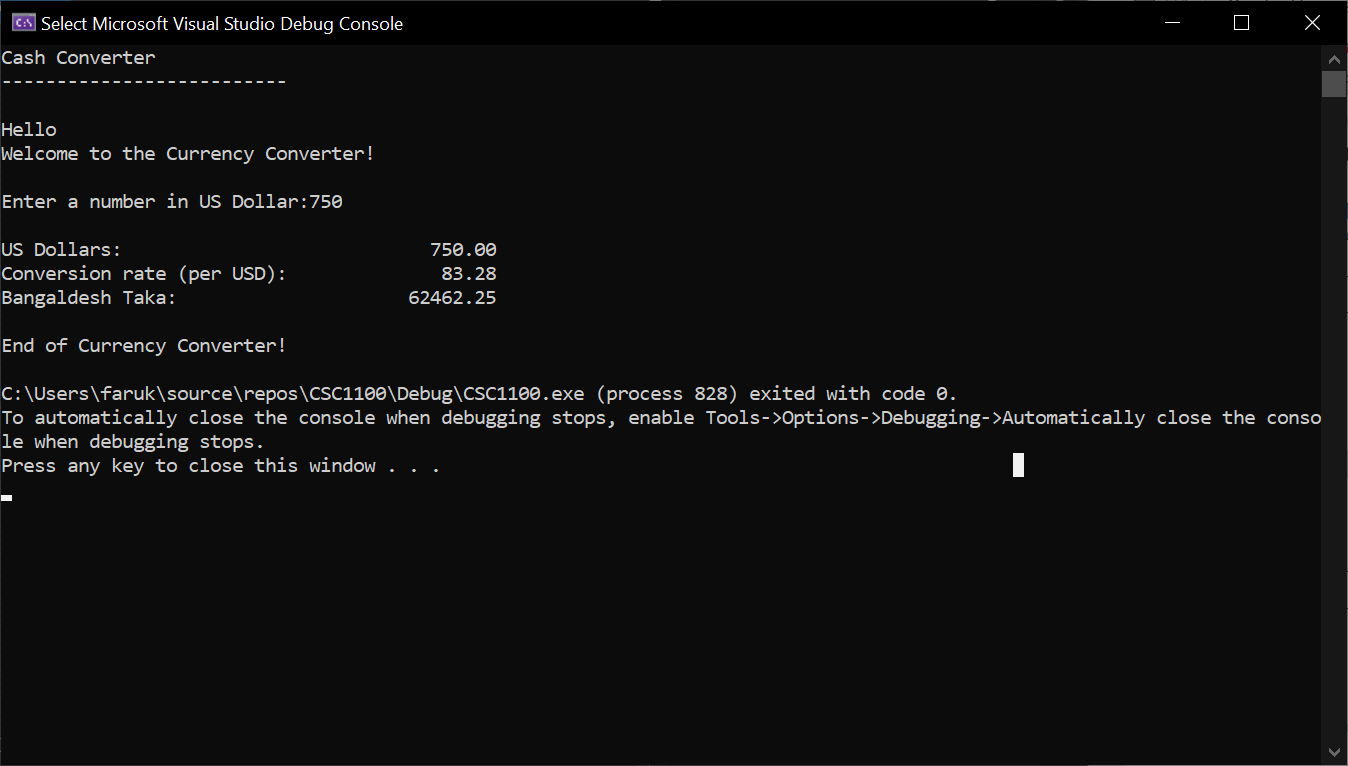 Select Microsoft Visual Studio Debug Console
Cash Converter
--------------------------
Hello
Welcome to the Currency Converter!
Enter a number in US Dollar:750
US Dollars:                            750.00
Conversion rate (per USD):              83.28
Bangaldesh Taka:                     62462.25
End of Currency Converter!
C:\Users\faruk\source\repos\CSC1100\Debug\CSC1100.exe (process 828) exited with code 0.
To automatically close the console when debugging stops, enable Tools->Options->Debugging->Automatically close the conso
le when debugging stops.
Press any key to close this window . . .